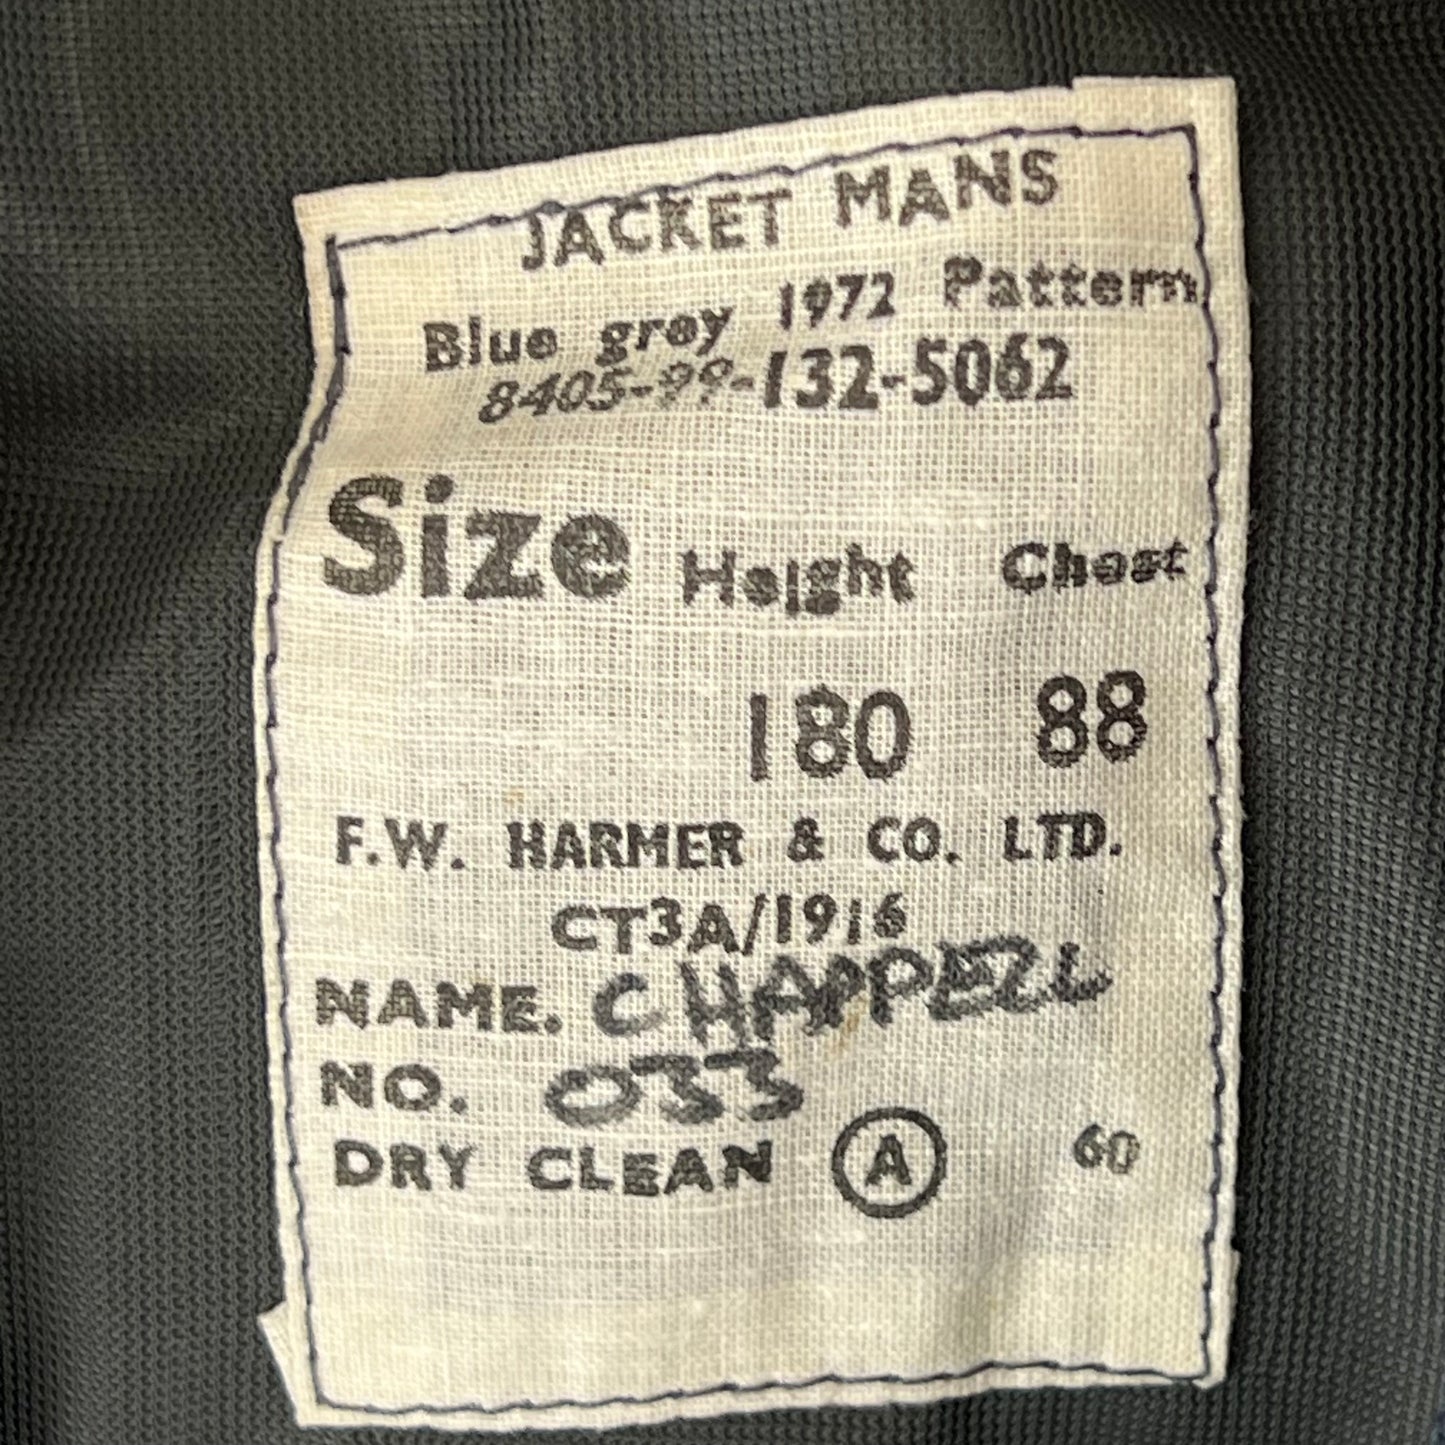 JACKET MANS
Blue grey 1972 Pattern
8405-99-132-5062
Size Height Chest
180 88
F.W. HARMER & CO. LTD.
CT3A/1916
NAME. CHAPPELL
NO. 033
DRY CLEAN A 60